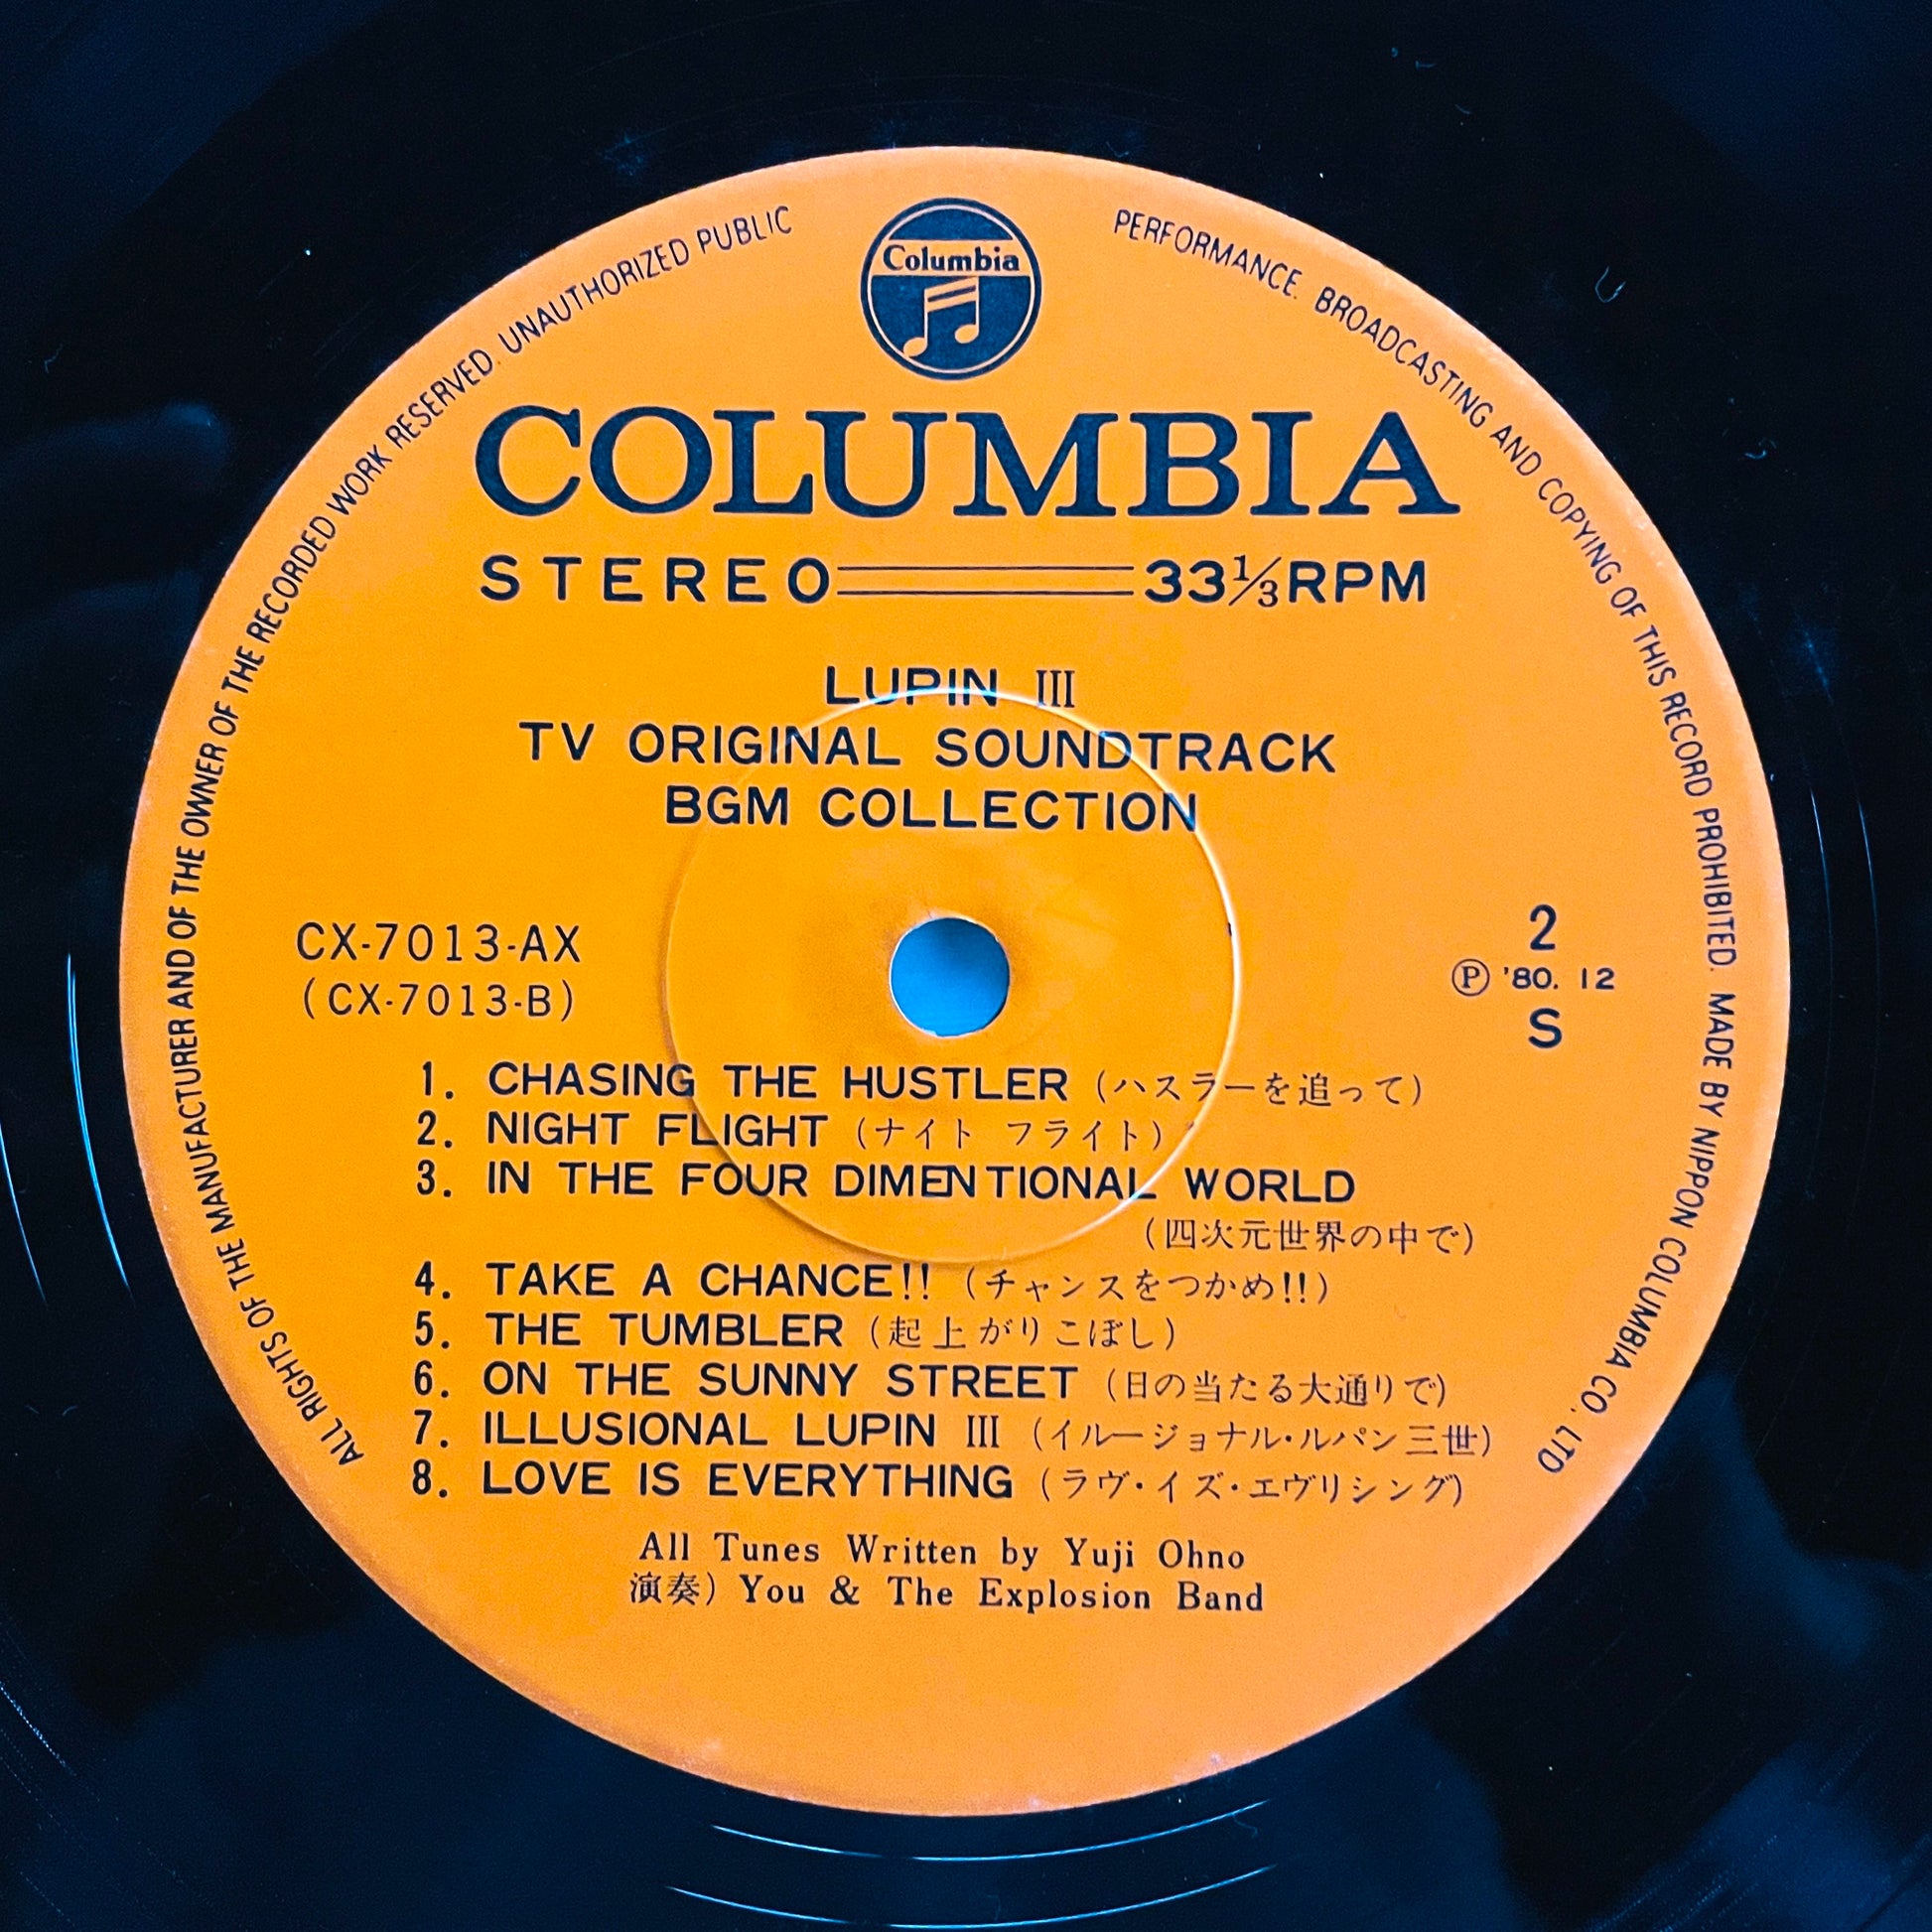 ALL RIGHTS OF THE MANUFACTURER AND OF THE OWNER OF THE RECORDED WORK RESERVED. UNAUTHORIZED PUBLIC PERFORMANCE. BROADCASTING AND COPYING OF THIS RECORD PROHIBITED. MADE BY NIPPON COLUMBIA CO., LTD
Columbia
COLUMBIA
STEREO 33⅓RPM
LUPIN III
TV ORIGINAL SOUNDTRACK
BGM COLLECTION
CX-7013-AX
(CX-7013-B)
2
Ⓟ '80. 12
S
1. CHASING THE HUSTLER (ハスラーを追って)
2. NIGHT FLIGHT (ナイト フライト)
3. IN THE FOUR DIMENTIONAL WORLD
(四次元世界の中で)
4. TAKE A CHANCE!! (チャンスをつかめ!!)
5. THE TUMBLER (起上がりこぼし)
6. ON THE SUNNY STREET (日の当たる大通りで)
7. ILLUSIONAL LUPIN III (イルージョナル・ルパン三世)
8. LOVE IS EVERYTHING (ラヴ・イズ・エヴリシング)
All Tunes Written by Yuji Ohno
演奏) You & The Explosion Band